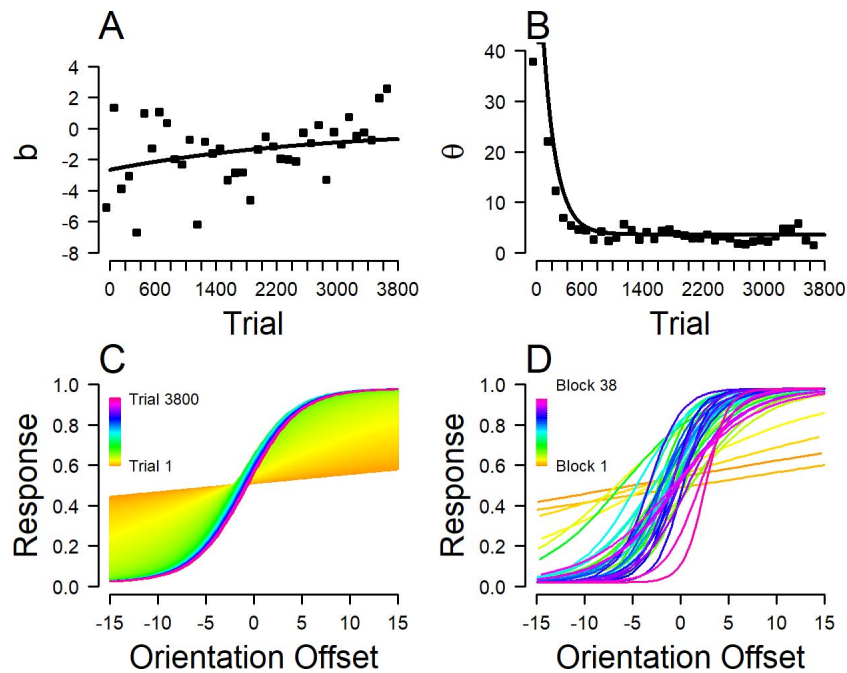 A
4
2
0
-2
-4
-6
-8
b
0 600 1400 2200 3000 3800
Trial
B
40
30
20
10
0
θ
0 600 1400 2200 3000 3800
Trial
C
1.0
0.8
0.6
0.4
0.2
0.0
Response
Trial 3800
Trial 1
-15 -10 -5 0 5 10 15
Orientation Offset
D
1.0
0.8
0.6
0.4
0.2
0.0
Response
Block 38
Block 1
-15 -10 -5 0 5 10 15
Orientation Offset